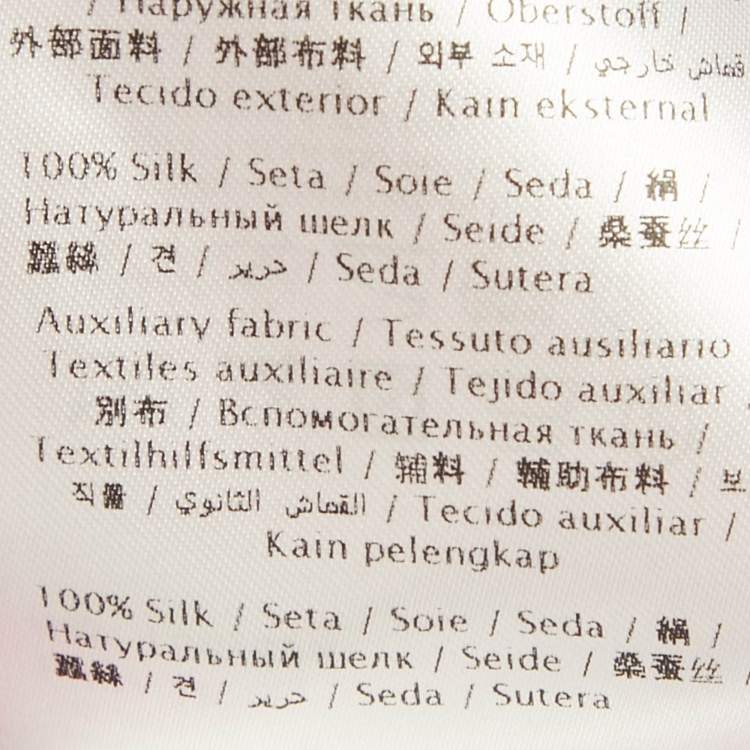 / Наружная ткань / Oberstoff /
外部面料 / 外部布料 / 외부 소재 / قماش خارجي
Tecido exterior / Kain eksternal
100% Silk / Seta / Soie / Seda / 絹 /
Натуральный шелк / Seide / 桑蚕丝 /
蠶絲 / 견 / حرير / Seda / Sutera
Auxiliary fabric / Tessuto ausiliario
Textiles auxiliaire / Tejido auxiliar /
別布 / Вспомогательная ткань /
Textilhilfsmittel / 辅料 / 輔助布料 / 보
직물 / القماش الثانوي / Tecido auxiliar /
Kain pelengkap
100% Silk / Seta / Soie / Seda / 絹 /
Натуральный шелк / Seide / 桑蚕丝 /
蠶絲 / 견 / حرير / Seda / Sutera